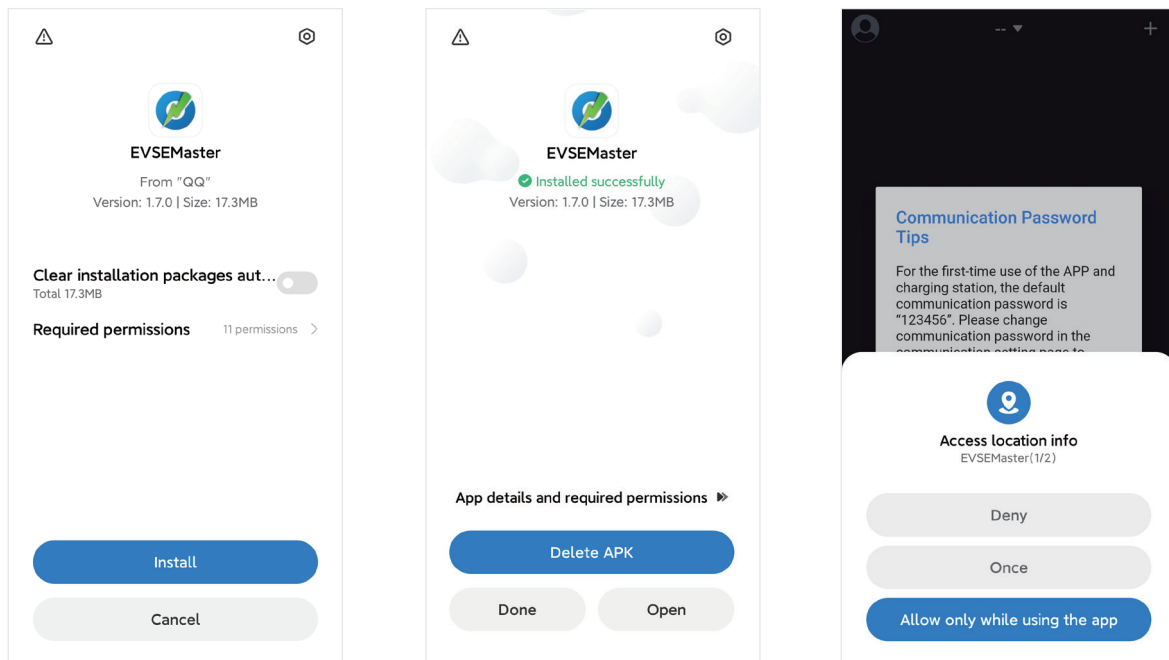 EVSEMaster
From "QQ"
Version: 1.7.0 | Size: 17.3MB
Clear installation packages aut...
Total 17.3MB
Required permissions 11 permissions
Install
Cancel
EVSEMaster
Installed successfully
Version: 1.7.0 | Size: 17.3MB
App details and required permissions
Delete APK
Done Open
--
Communication Password
Tips
For the first-time use of the APP and
charging station, the default
communication password is
“123456”. Please change
communication password in the
communication setting page to
Access location info
EVSEMaster(1/2)
Deny
Once
Allow only while using the app